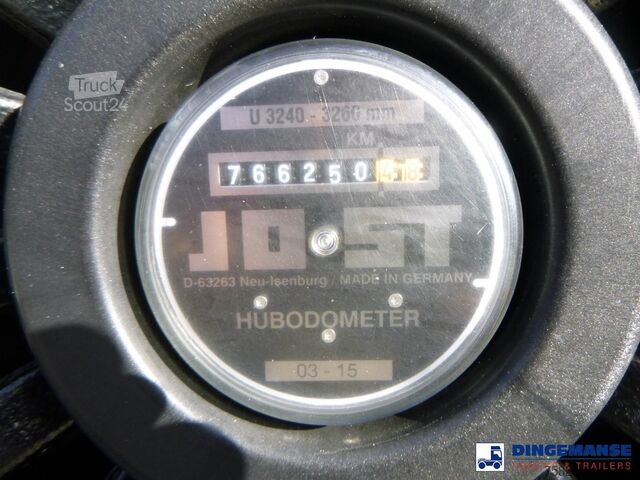 Truck
Scout24
U 3240 - 3260 mm
KM
766250
JOST
D-63263 Neu-Isenburg / MADE IN GERMANY
HUBODOMETER
03 - 15
DINGEMANSE
TRUCKS & TRAILERS